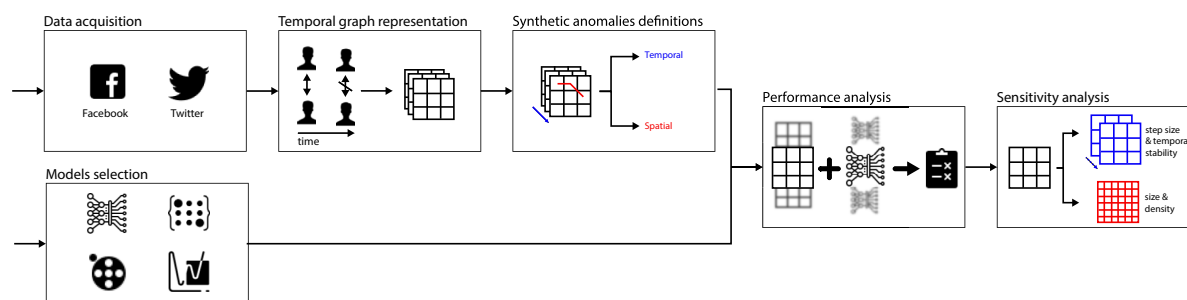 Data acquisition
Facebook
Twitter
Temporal graph representation
time
Synthetic anomalies definitions
Temporal
Spatial
Models selection
Performance analysis
Sensitivity analysis
step size
& tempora
stability
size &
density